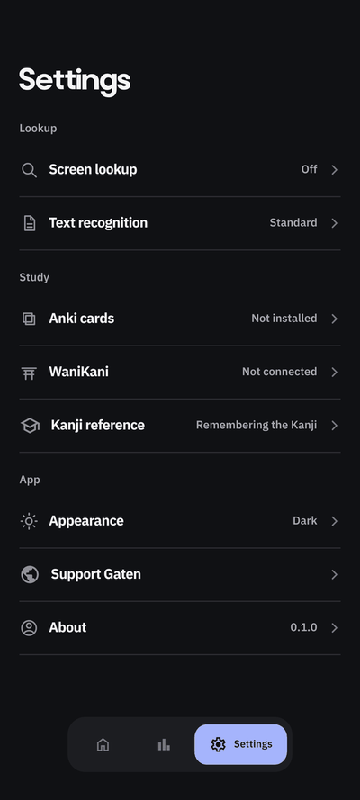 Settings
Lookup
Screen lookup Off
Text recognition Standard
Study
Anki cards Not installed
WaniKani Not connected
Kanji reference Remembering the Kanji
App
Appearance Dark
Support Gaten
About 0.1.0
Settings